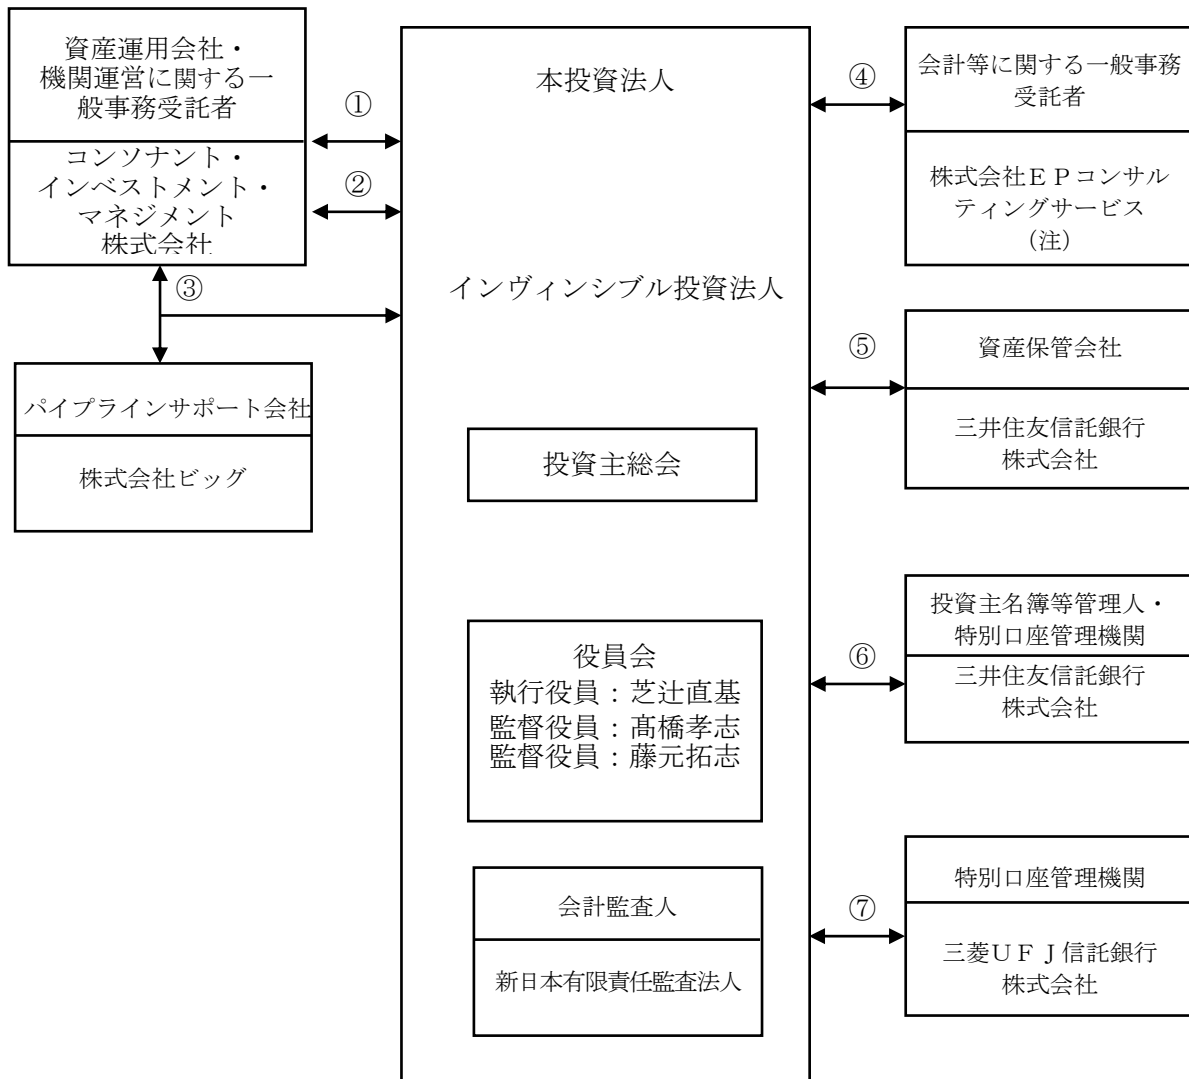 資産運用会社・
機関運営に関する一
般事務受託者
コンソナント・
インベストメント・
マネジメント
株式会社
①
②
③
パイプラインサポート会社
株式会社ビッグ
本投資法人
インヴィンシブル投資法人
投資主総会
役員会
執行役員：芝辻直基
監督役員：髙橋孝志
監督役員：藤元拓志
会計監査人
新日本有限責任監査法人
④
会計等に関する一般事務
受託者
株式会社ＥＰコンサル
ティングサービス
（注）
⑤
資産保管会社
三井住友信託銀行
株式会社
⑥
投資主名簿等管理人・
特別口座管理機関
三井住友信託銀行
株式会社
⑦
特別口座管理機関
三菱ＵＦＪ信託銀行
株式会社